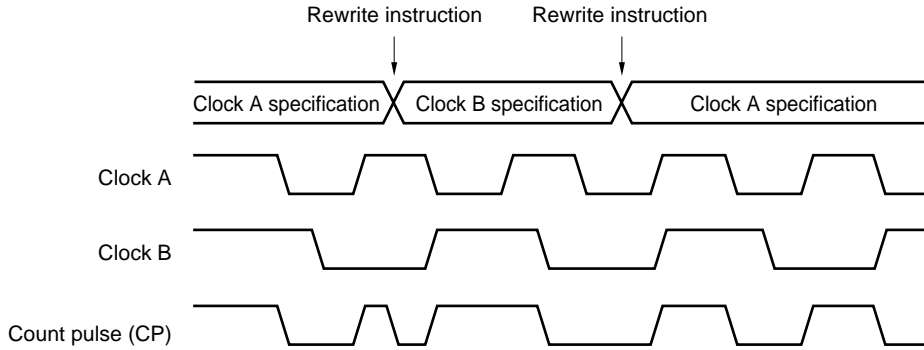 Rewrite instruction Rewrite instruction
Clock A specification Clock B specification Clock A specification
Clock A
Clock B
Count pulse (CP)